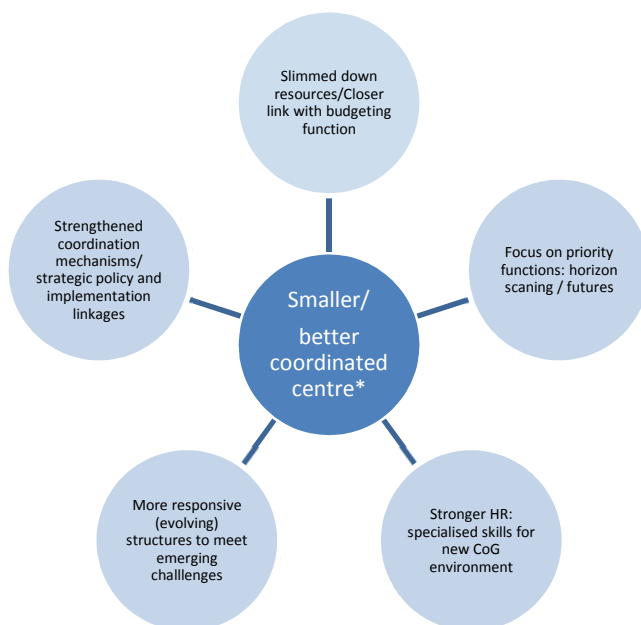 Slimmed down
resources/Closer
link with budgeting
function
Strengthened
coordination
mechanisms/
strategic policy and
implementation
linkages
Focus on priority
functions: horizon
scaning / futures
Smaller/
better
coordinated
centre*
More responsive
(evolving)
structures to meet
emerging
challlenges
Stronger HR:
specialised skills for
new CoG
environment